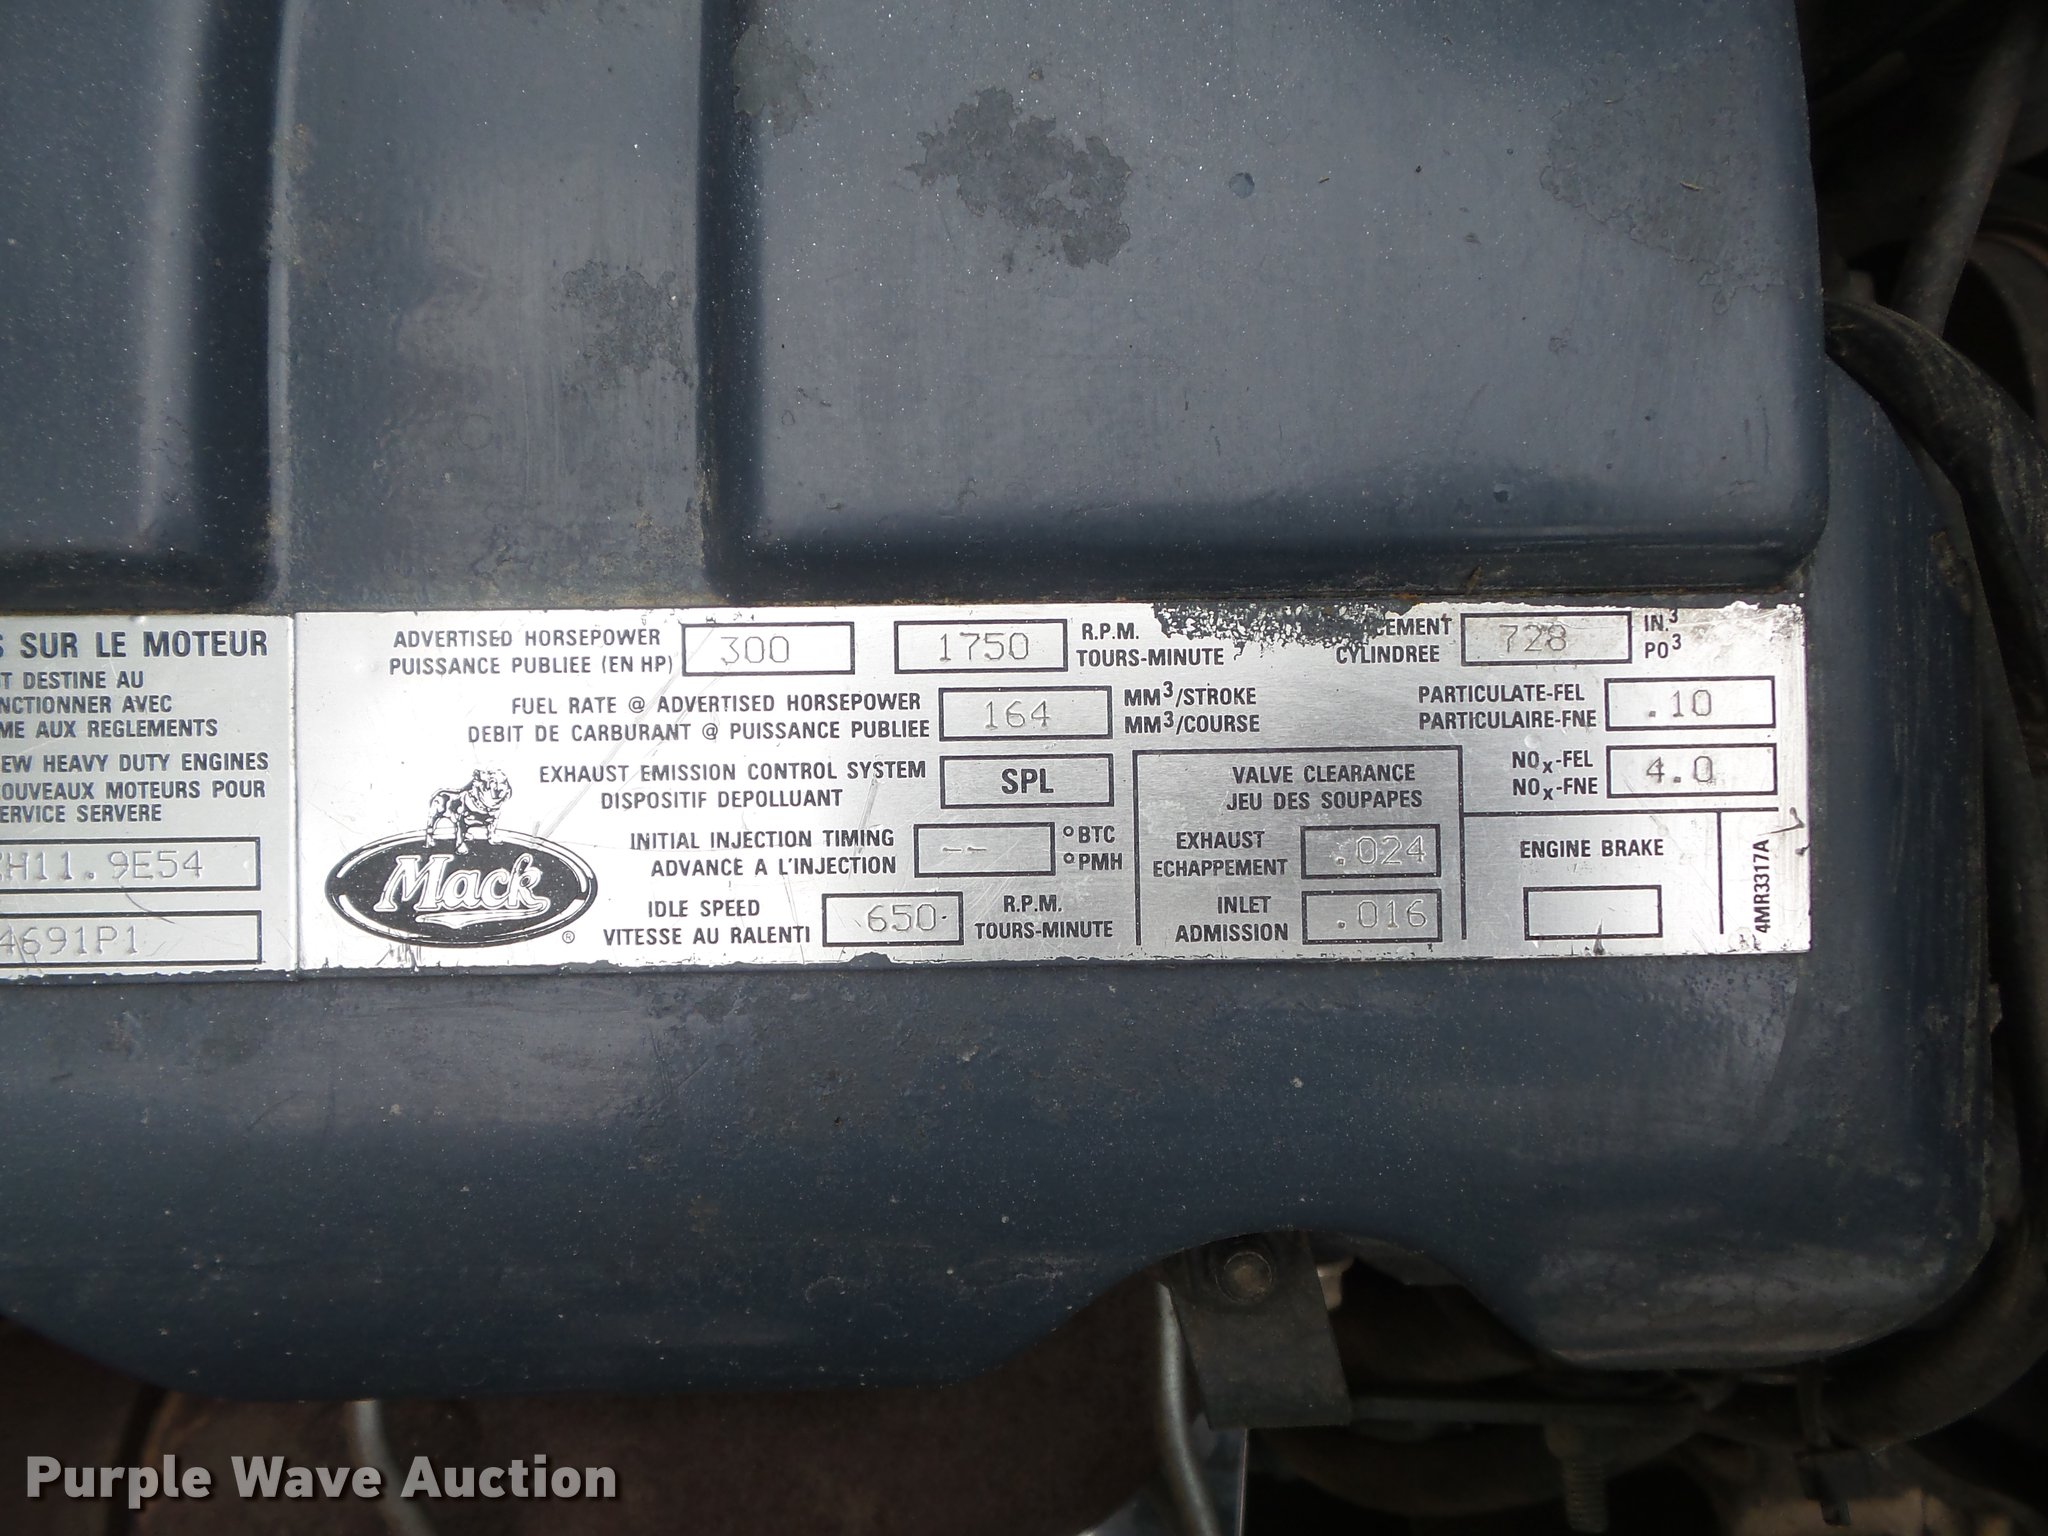 S SUR LE MOTEUR
T DESTINE AU
NCTIONNER AVEC
ME AUX REGLEMENTS
EW HEAVY DUTY ENGINES
OUVEAUX MOTEURS POUR
ERVICE SERVERE
H11.9E54
4691P1
ADVERTISED HORSEPOWER
PUISSANCE PUBLIEE (EN HP)
300
1750
R.P.M.
TOURS-MINUTE
CEMENT
CYLINDREE
728
IN.³
PO³
FUEL RATE @ ADVERTISED HORSEPOWER
DEBIT DE CARBURANT @ PUISSANCE PUBLIEE
164
MM³/STROKE
MM³/COURSE
PARTICULATE-FEL
PARTICULAIRE-FNE
.10
EXHAUST EMISSION CONTROL SYSTEM
DISPOSITIF DEPOLLUANT
SPL
NOx-FEL
NOx-FNE
4.0
INITIAL INJECTION TIMING
ADVANCE A L'INJECTION
--
°BTC
°PMH
IDLE SPEED
VITESSE AU RALENTI
650
R.P.M.
TOURS-MINUTE
VALVE CLEARANCE
JEU DES SOUPAPES
EXHAUST
ECHAPPEMENT
.024
INLET
ADMISSION
.016
ENGINE BRAKE
4MR3317A
Mack
®
Purple Wave Auction